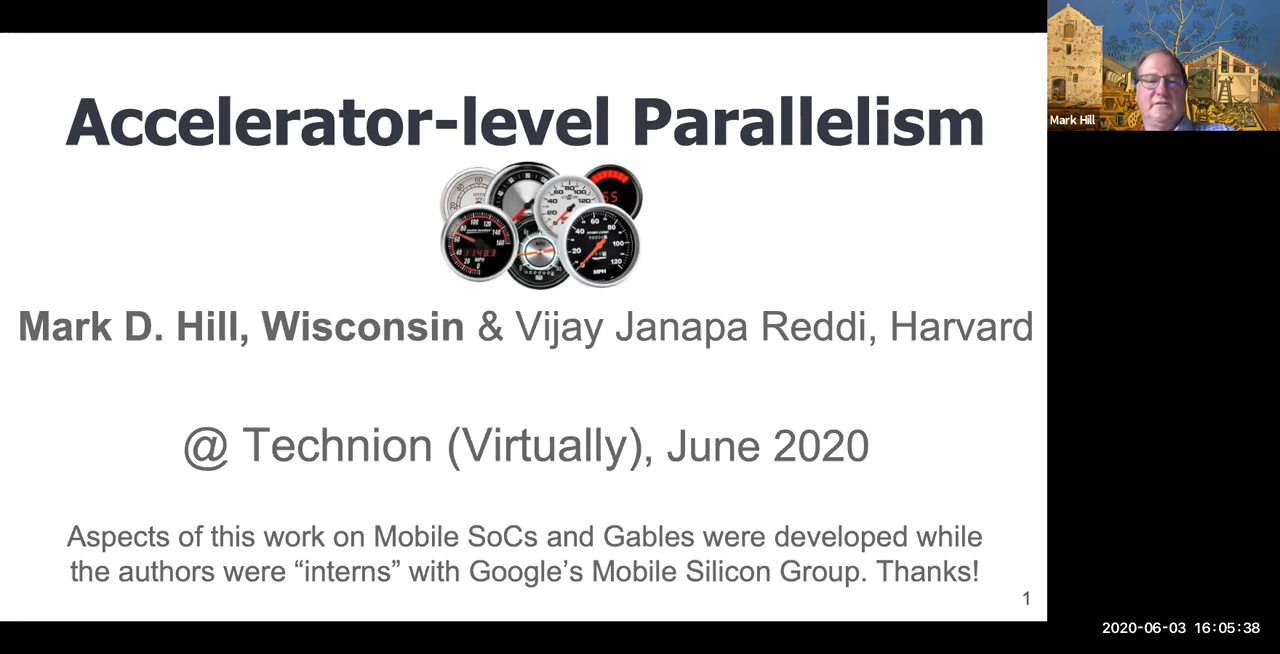 Accelerator-level Parallelism
Mark D. Hill, Wisconsin & Vijay Janapa Reddi, Harvard
@ Technion (Virtually), June 2020
Aspects of this work on Mobile SoCs and Gables were developed while
the authors were “interns” with Google’s Mobile Silicon Group. Thanks!
1
Mark Hill
2020-06-03 16:05:38